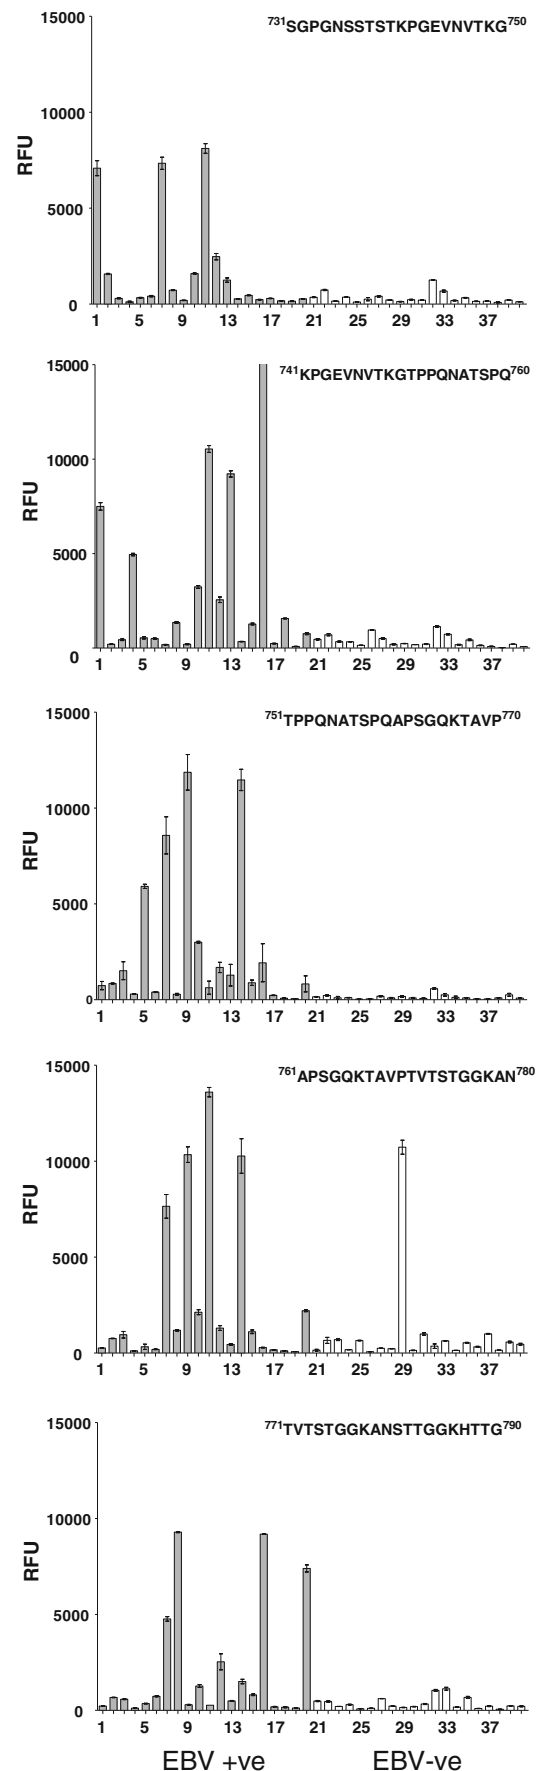 15000
731SGPGNSSTSTKPGEVNVTKG750
10000
RFU
5000
0
1 5 9 13 17 21 25 29 33 37
15000
741KPGEVNVTKGTPPQNATSPQ760
10000
RFU
5000
0
1 5 9 13 17 21 25 29 33 37
15000
751TPPQNATSPQAPSGQKTAVP770
10000
RFU
5000
0
1 5 9 13 17 21 25 29 33 37
15000
761APSGQKTAVPTVTSTGGKAN780
10000
RFU
5000
0
1 5 9 13 17 21 25 29 33 37
15000
771TVTSTGGKANSTTGGKHTTG790
10000
RFU
5000
0
1 5 9 13 17 21 25 29 33 37
EBV +ve EBV-ve